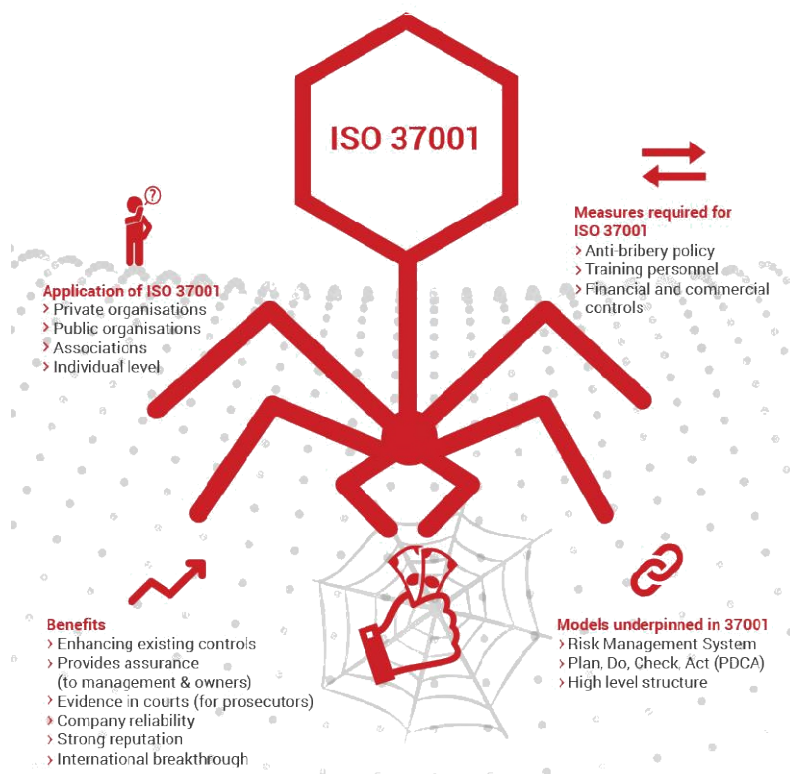 ISO 37001
Measures required for
ISO 37001
› Anti-bribery policy
› Training personnel
› Financial and commercial
controls
?
Application of ISO 37001
› Private organisations
› Public organisations
› Associations
› Individual level
Benefits
› Enhancing existing controls
› Provides assurance
(to management & owners)
› Evidence in courts (for prosecutors)
› Company reliability
› Strong reputation
› International breakthrough
Models underpinned in 37001
› Risk Management System
› Plan, Do, Check, Act (PDCA)
› High level structure